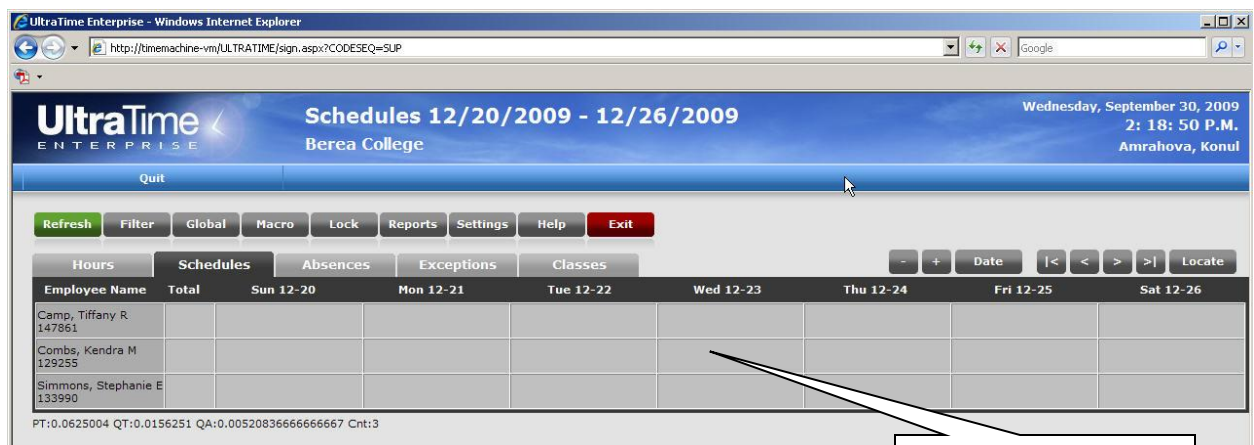 UltraTime Enterprise - Windows Internet Explorer
http://timemachine-vm/ULTRATIME/sign.aspx?CODESEQ=SUP
Google
UltraTime
ENTERPRISE
Schedules 12/20/2009 - 12/26/2009
Berea College
Wednesday, September 30, 2009
2: 18: 50 P.M.
Amrahova, Konul
Quit
Refresh Filter Global Macro Lock Reports Settings Help Exit
Hours Schedules Absences Exceptions Classes - + Date |< < > >| Locate
Employee Name Total Sun 12-20 Mon 12-21 Tue 12-22 Wed 12-23 Thu 12-24 Fri 12-25 Sat 12-26
Camp, Tiffany R
147861
Combs, Kendra M
129255
Simmons, Stephanie E
133990
PT:0.0625004 QT:0.0156251 QA:0.00520836666666667 Cnt:3